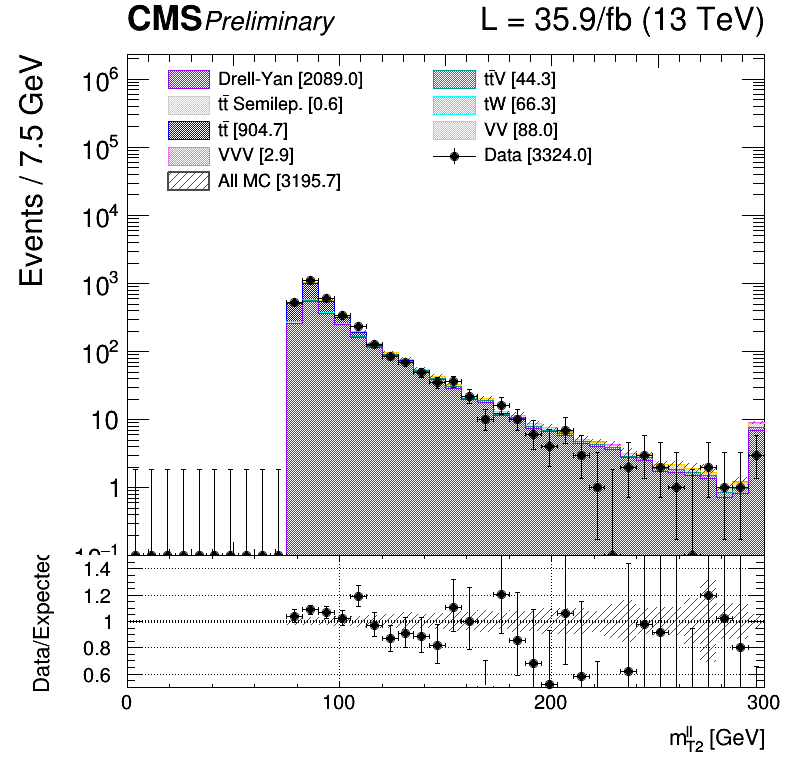 CMS Preliminary L = 35.9/fb (13 TeV)
Events / 7.5 GeV
Drell-Yan [2089.0]
tt̄ Semilep. [0.6]
tt̄ [904.7]
VVV [2.9]
All MC [3195.7]
tt̄V [44.3]
tW [66.3]
VV [88.0]
Data [3324.0]
10⁶
10⁵
10⁴
10³
10²
10
1
10⁻¹
Data/Expected
1.4
1.2
1
0.8
0.6
0 100 200 300
m_T2^ll [GeV]